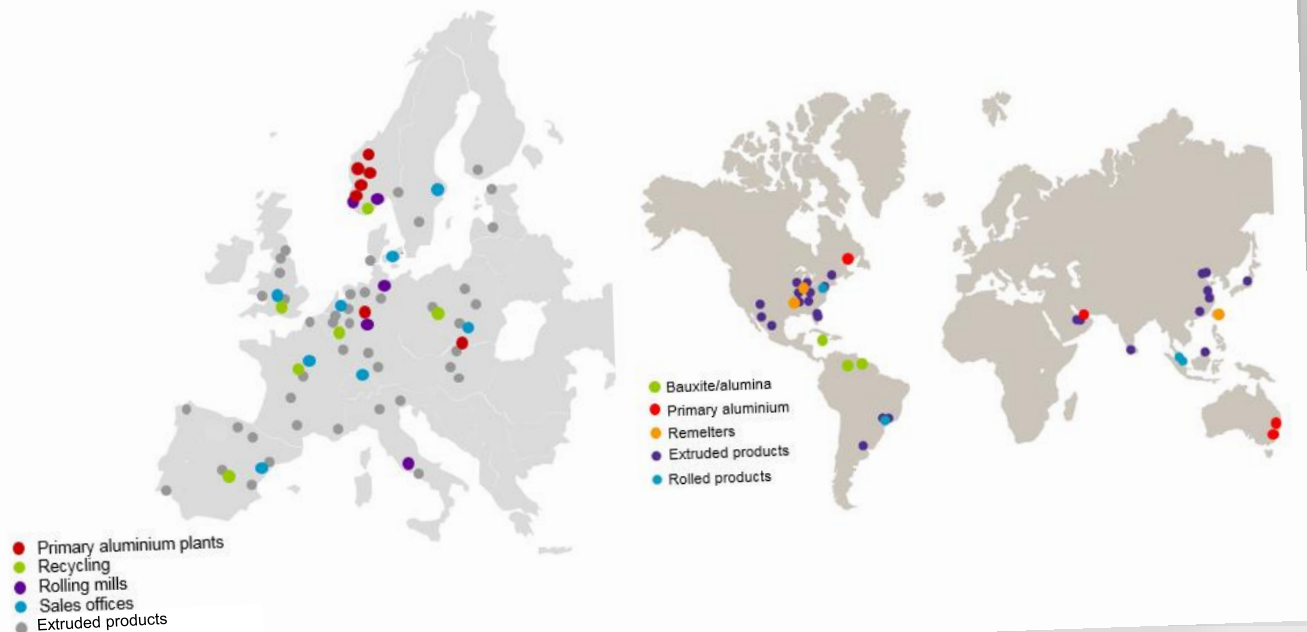 Primary aluminium plants
Recycling
Rolling mills
Sales offices
Extruded products
Bauxite/alumina
Primary aluminium
Remelters
Extruded products
Rolled products